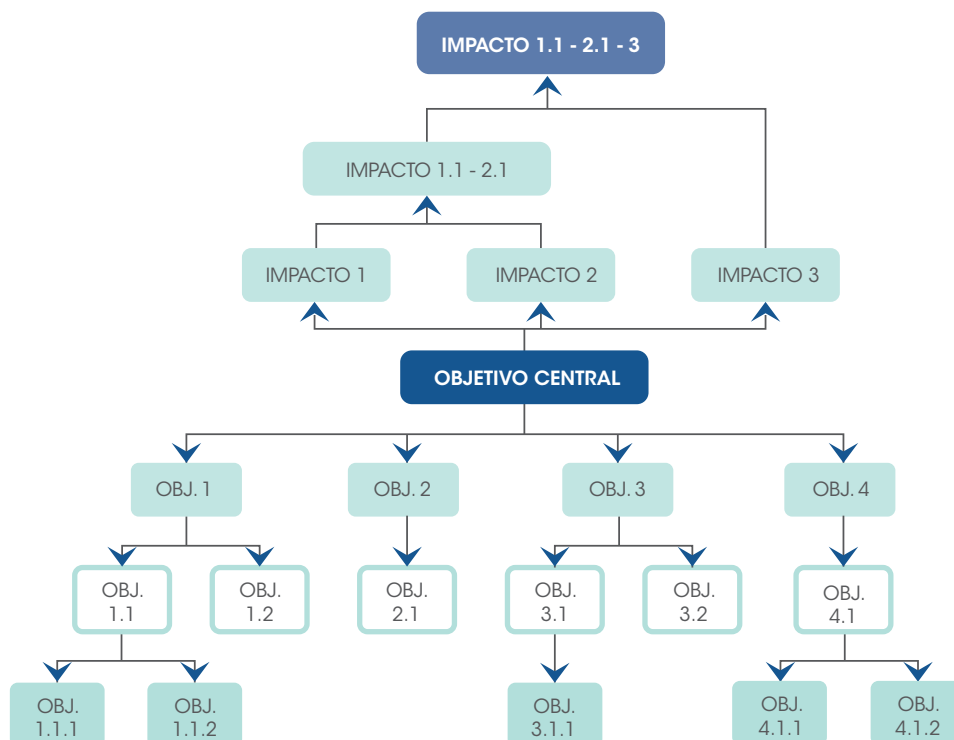 IMPACTO 1.1 - 2.1 - 3
IMPACTO 1.1 - 2.1
IMPACTO 1
IMPACTO 2
IMPACTO 3
OBJETIVO CENTRAL
OBJ. 1
OBJ. 2
OBJ. 3
OBJ. 4
OBJ.
1.1
OBJ.
1.2
OBJ.
2.1
OBJ.
3.1
OBJ.
3.2
OBJ.
4.1
OBJ.
1.1.1
OBJ.
1.1.2
OBJ.
3.1.1
OBJ.
4.1.1
OBJ.
4.1.2